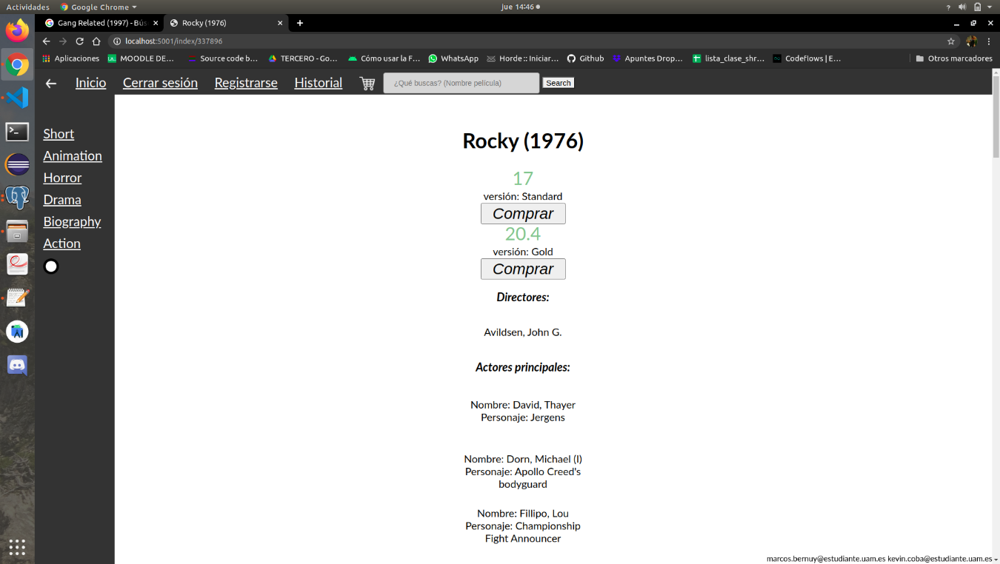 Actividades
Google Chrome
jue 14:46
Gang Related (1997) - Bús
Rocky (1976)
localhost:5001/index/337896
Aplicaciones
MOODLE DE...
Source code b...
TERCERO - Go...
Cómo usar la F...
WhatsApp
Horde :: Iniciar...
Github
Apuntes Drop...
lista_clase_shr...
Codeflows | E...
Otros marcadores
Inicio
Cerrar sesión
Registrarse
Historial
¿Qué buscas? (Nombre película)
Search
Short
Animation
Horror
Drama
Biography
Action
Rocky (1976)
17
versión: Standard
Comprar
20.4
versión: Gold
Comprar
Directores:
Avildsen, John G.
Actores principales:
Nombre: David, Thayer
Personaje: Jergens
Nombre: Dorn, Michael (I)
Personaje: Apollo Creed's
bodyguard
Nombre: Fillipo, Lou
Personaje: Championship
Fight Announcer
marcos.bernuy@estudiante.uam.es kevin.coba@estudiante.uam.es